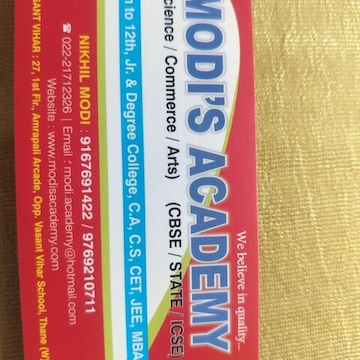 We believe in quality...
MODI'S ACADEMY
Science / Commerce / Arts) (CBSE / STATE / ICSE)
to 12th, Jr. & Degree College, C.A, C.S, CET, JEE, MBA
NIKHIL MODI : 9167691422 / 9769210711
022-21712326 | Email : modi.academy@hotmail.com
Website : www.modisacademy.com
VASANT VIHAR : 27, 1st Flr., Amrapali Arcade, Opp. Vasant Vihar School, Thane (W)